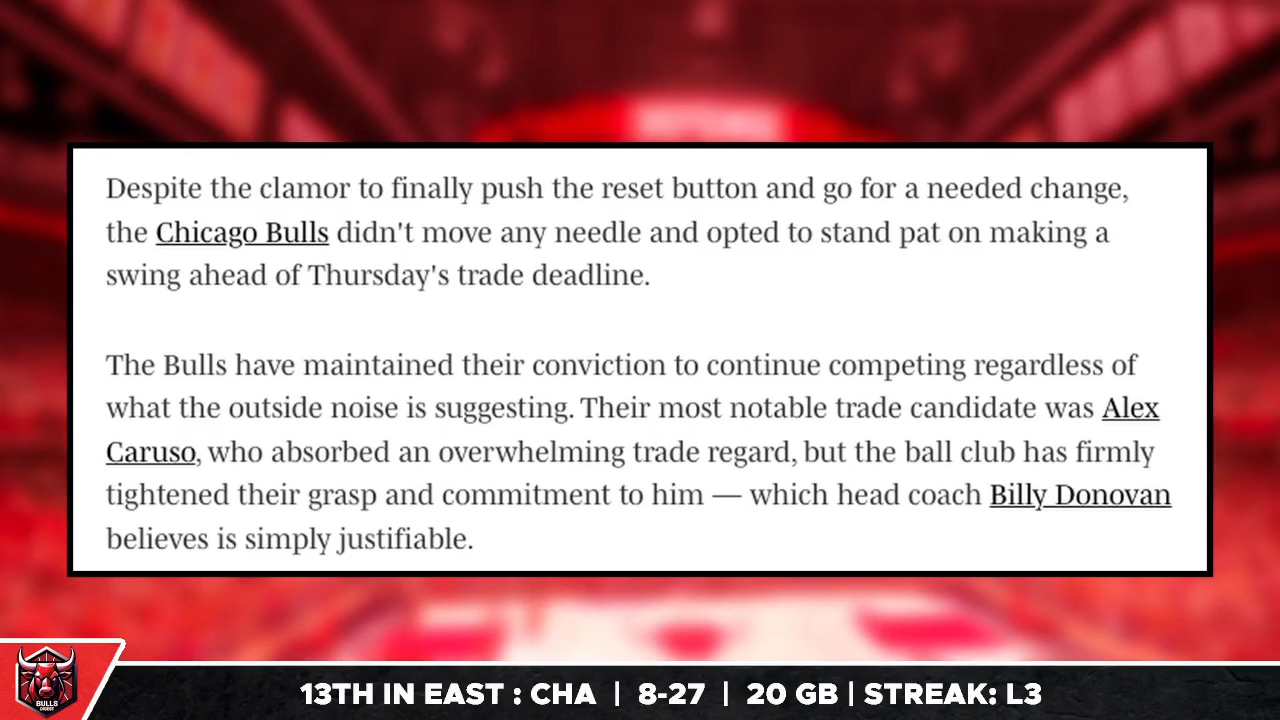 Despite the clamor to finally push the reset button and go for a needed change,
the Chicago Bulls didn't move any needle and opted to stand pat on making a
swing ahead of Thursday's trade deadline.
The Bulls have maintained their conviction to continue competing regardless of
what the outside noise is suggesting. Their most notable trade candidate was Alex
Caruso, who absorbed an overwhelming trade regard, but the ball club has firmly
tightened their grasp and commitment to him — which head coach Billy Donovan
believes is simply justifiable.
BULLS
DIGEST
13TH IN EAST : CHA | 8-27 | 20 GB | STREAK: L3